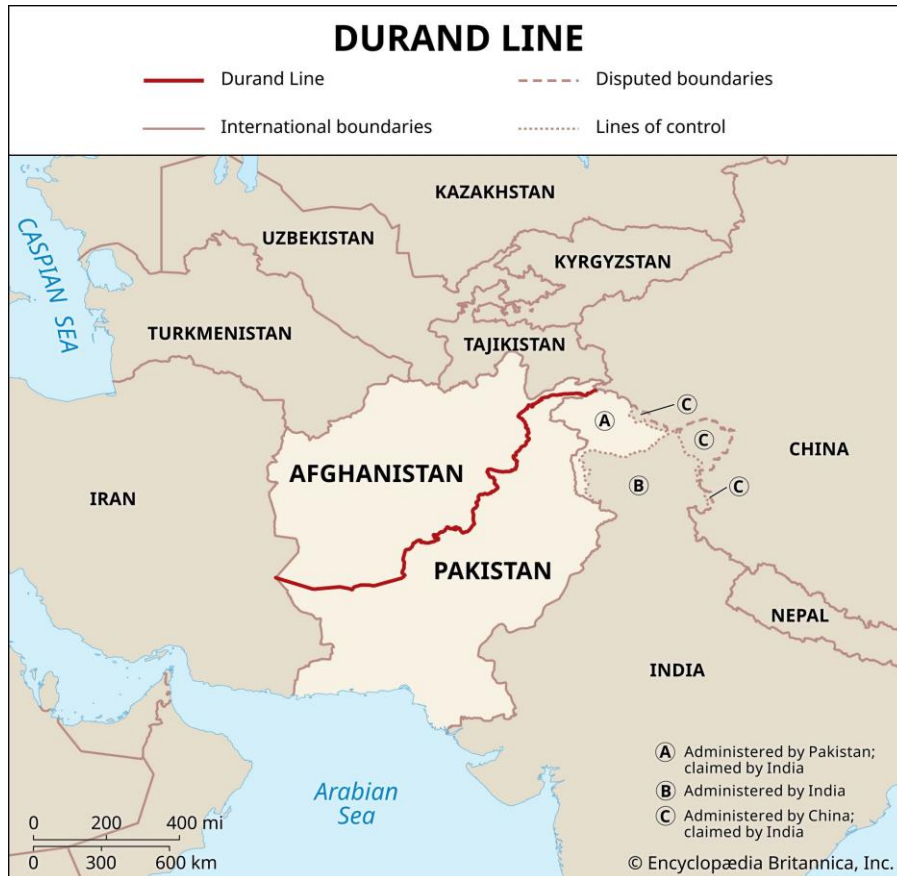 DURAND LINE
Durand Line
Disputed boundaries
International boundaries
Lines of control
KAZAKHSTAN
UZBEKISTAN
KYRGYZSTAN
CASPIAN SEA
TURKMENISTAN
TAJIKISTAN
C
A
C
CHINA
AFGHANISTAN
B
C
IRAN
PAKISTAN
NEPAL
INDIA
A Administered by Pakistan;
claimed by India
Arabian
Sea
B Administered by India
C Administered by China;
claimed by India
0 200 400 mi
0 300 600 km
© Encyclopædia Britannica, Inc.